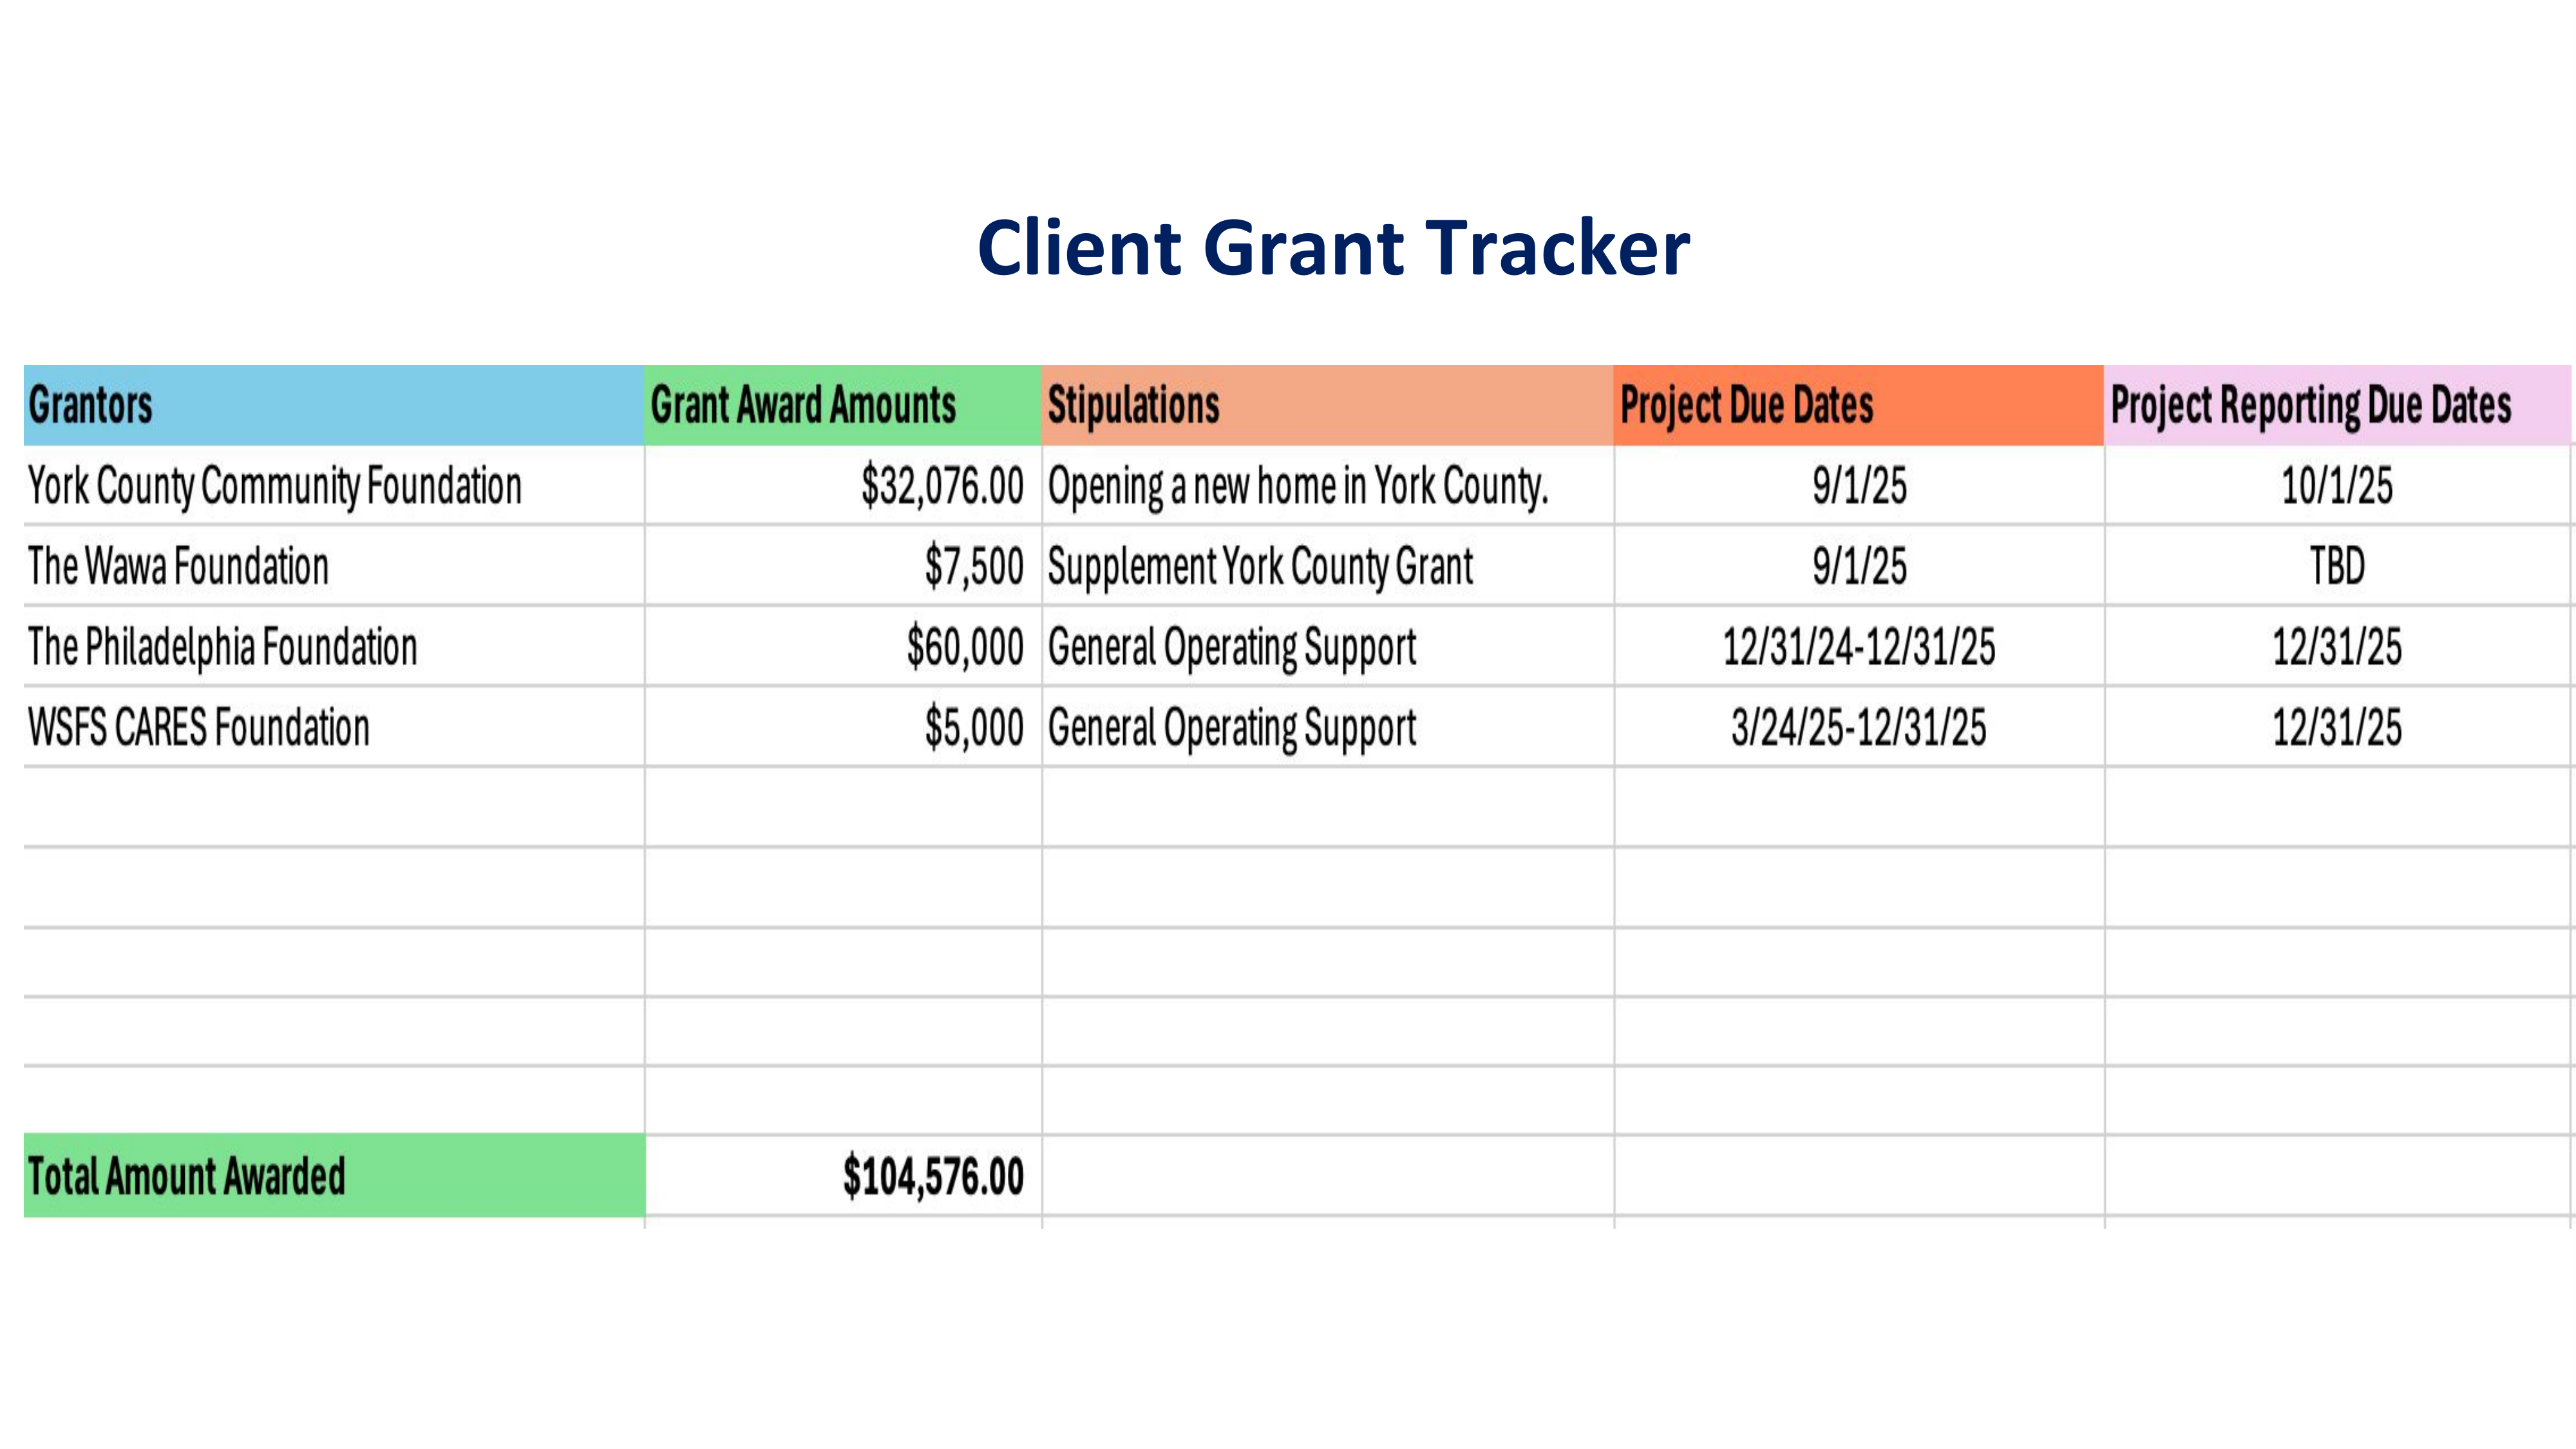 Client Grant Tracker
Grantors Grant Award Amounts Stipulations Project Due Dates Project Reporting Due Dates
York County Community Foundation $32,076.00 Opening a new home in York County. 9/1/25 10/1/25
The Wawa Foundation $7,500 Supplement York County Grant 9/1/25 TBD
The Philadelphia Foundation $60,000 General Operating Support 12/31/24-12/31/25 12/31/25
WSFS CARES Foundation $5,000 General Operating Support 3/24/25-12/31/25 12/31/25
Total Amount Awarded $104,576.00